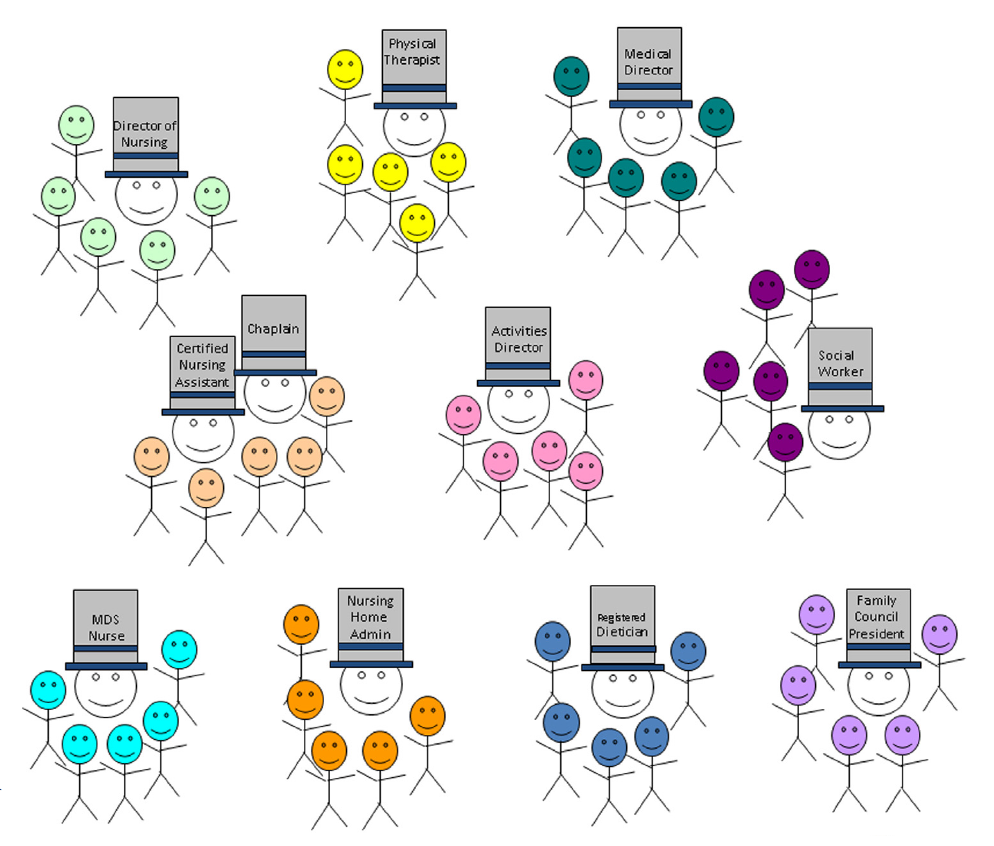 Physical
Therapist
Medical
Director
Director of
Nursing
Chaplain
Certified
Nursing
Assistant
Activities
Director
Social
Worker
MDS
Nurse
Nursing
Home
Admin
Registered
Dietician
Family
Council
President